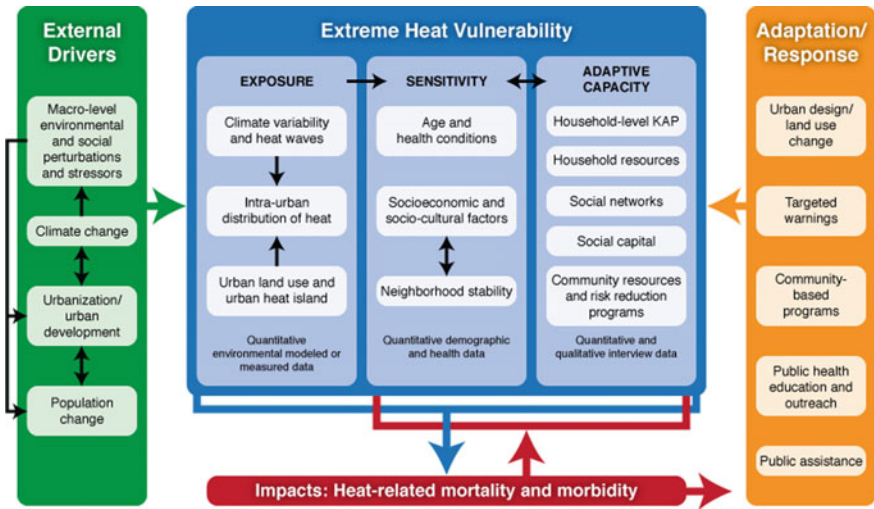 External
Drivers
Macro-level
environmental
and social
perturbations
and stressors
Climate change
Urbanization/
urban
development
Population
change
Extreme Heat Vulnerability
EXPOSURE
Climate variability
and heat waves
Intra-urban
distribution of heat
Urban land use and
urban heat island
Quantitative
environmental modeled or
measured data
SENSITIVITY
Age and
health conditions
Socioeconomic and
socio-cultural factors
Neighborhood stability
Quantitative demographic
and health data
ADAPTIVE
CAPACITY
Household-level KAP
Household resources
Social networks
Social capital
Community resources
and risk reduction
programs
Quantitative and
qualitative interview data
Impacts: Heat-related mortality and morbidity
Adaptation/
Response
Urban design/
land use
change
Targeted
warnings
Community-
based
programs
Public health
education and
outreach
Public assistance